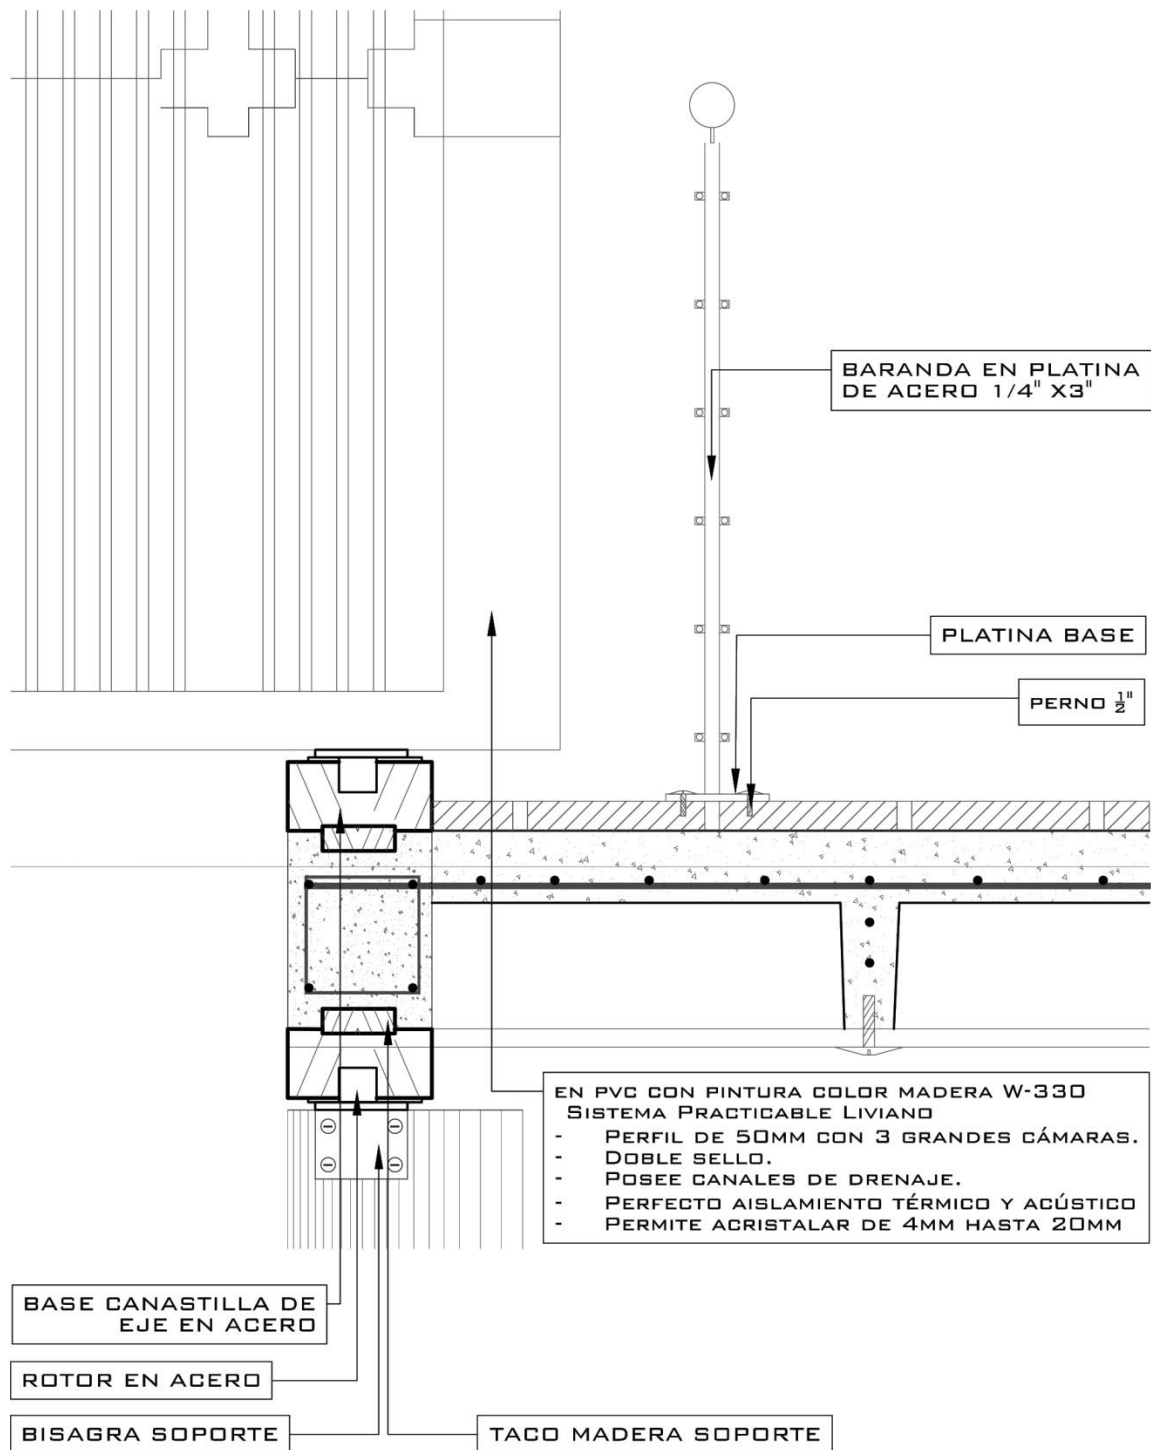 BARANDA EN PLATINA
DE ACERO 1/4" X3"
PLATINA BASE
PERNO 1/2"
EN PVC CON PINTURA COLOR MADERA W-330
SISTEMA PRACTICABLE LIVIANO
- PERFIL DE 50MM CON 3 GRANDES CÁMARAS.
- DOBLE SELLO.
- POSEE CANALES DE DRENAJE.
- PERFECTO AISLAMIENTO TÉRMICO Y ACÚSTICO
- PERMITE ACRISTALAR DE 4MM HASTA 20MM
BASE CANASTILLA DE
EJE EN ACERO
ROTOR EN ACERO
BISAGRA SOPORTE
TACO MADERA SOPORTE